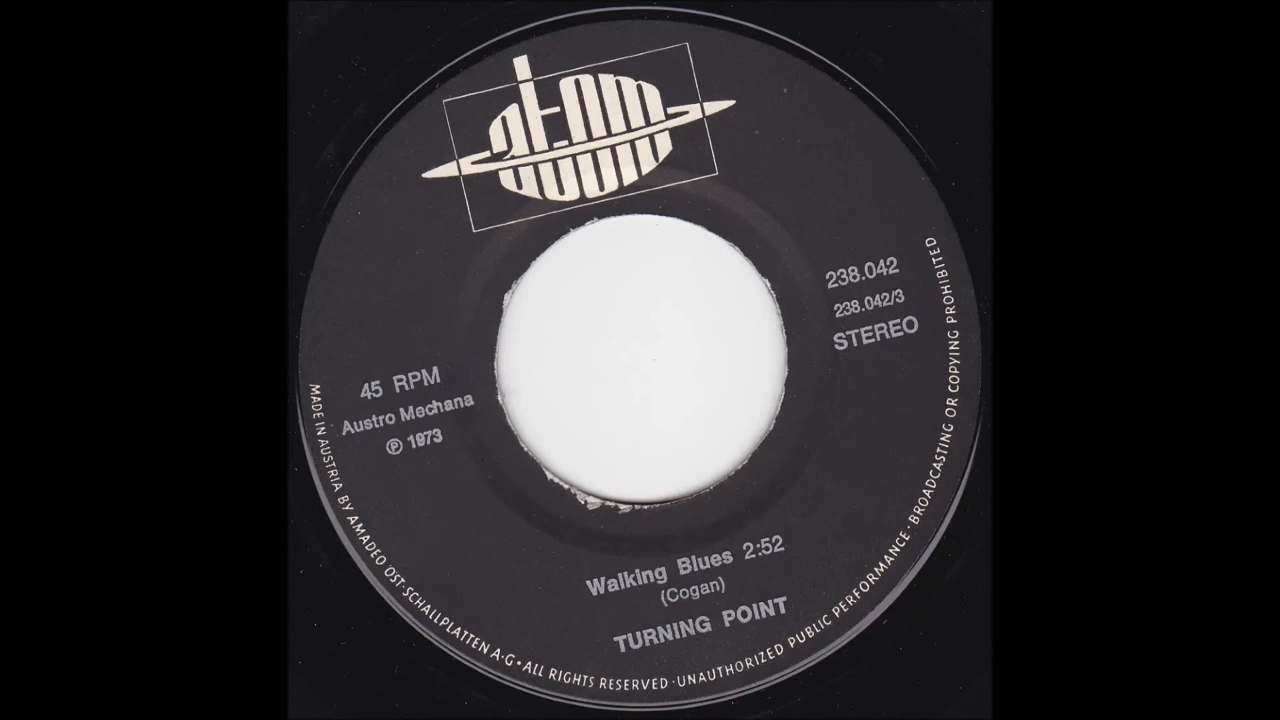 atom
238.042
238.042/3
STEREO
45 RPM
Austro Mechana
℗ 1973
Walking Blues 2:52
(Cogan)
TURNING POINT
MADE IN AUSTRIA BY AMADEO ÖST·SCHALLPLATTEN A·G·ALL RIGHTS RESERVED·UNAUTHORIZED PUBLIC PERFORMANCE·BROADCASTING OR COPYING PROHIBITED